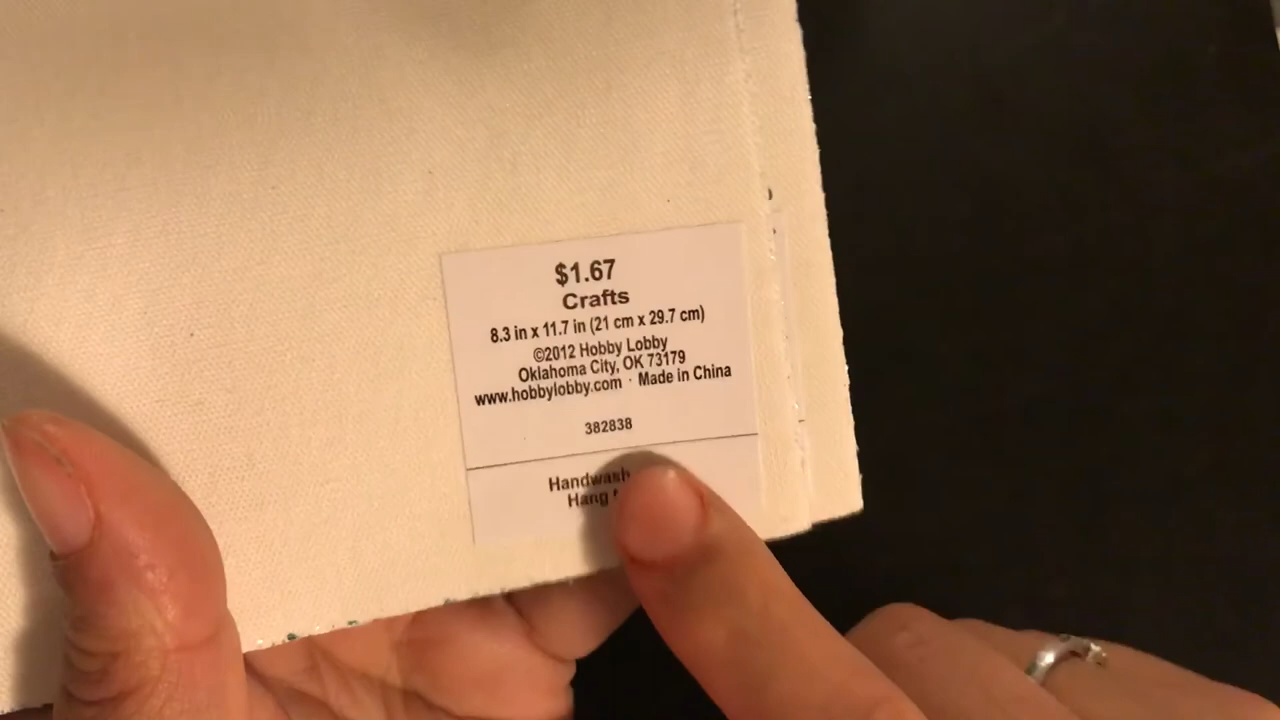 $1.67
Crafts
8.3 in x 11.7 in (21 cm x 29.7 cm)
©2012 Hobby Lobby
Oklahoma City, OK 73179
www.hobbylobby.com · Made in China
382838
Handwash
Hang